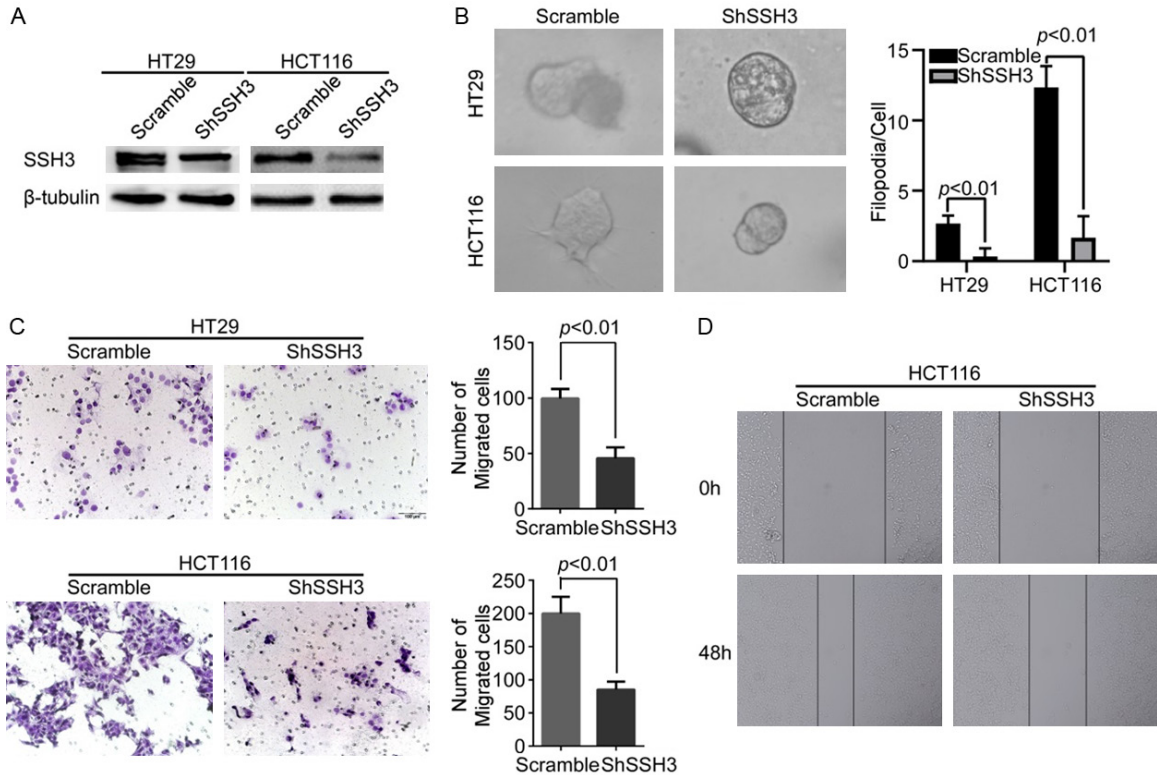 A
HT29 HCT116
Scramble ShSSH3 Scramble ShSSH3
SSH3
β-tubulin
B
Scramble ShSSH3
HT29
HCT116
Filopodia/Cell
15
10
5
0
Scramble
ShSSH3
p<0.01
p<0.01
HT29 HCT116
C
HT29
Scramble ShSSH3
Number of
Migrated cells
150
100
50
0
p<0.01
Scramble ShSSH3
HCT116
Scramble ShSSH3
Number of
Migrated cells
250
200
150
100
50
0
p<0.01
Scramble ShSSH3
D
HCT116
Scramble ShSSH3
0h
48h